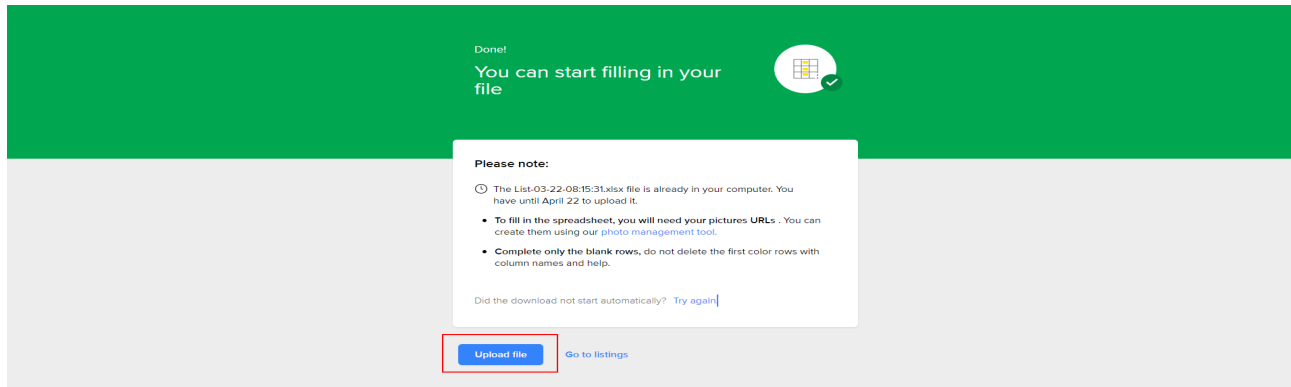 Done!
You can start filling in your
file
Please note:
The List-03-22-08:15:31.xlsx file is already in your computer. You
have until April 22 to upload it.
• To fill in the spreadsheet, you will need your pictures URLs . You can
create them using our photo management tool.
• Complete only the blank rows, do not delete the first color rows with
column names and help.
Did the download not start automatically? Try again
Upload file Go to listings